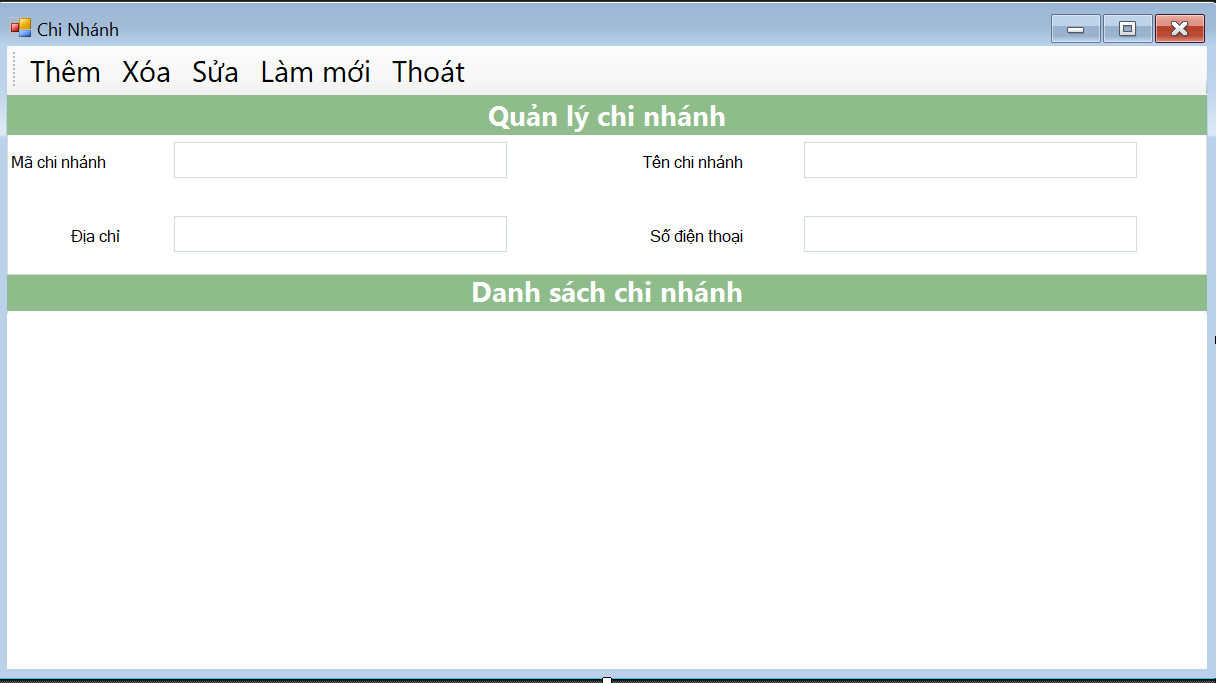 Chi Nhánh
Thêm Xóa Sửa Làm mới Thoát
Quản lý chi nhánh
Mã chi nhánh Tên chi nhánh
Địa chỉ Số điện thoại
Danh sách chi nhánh